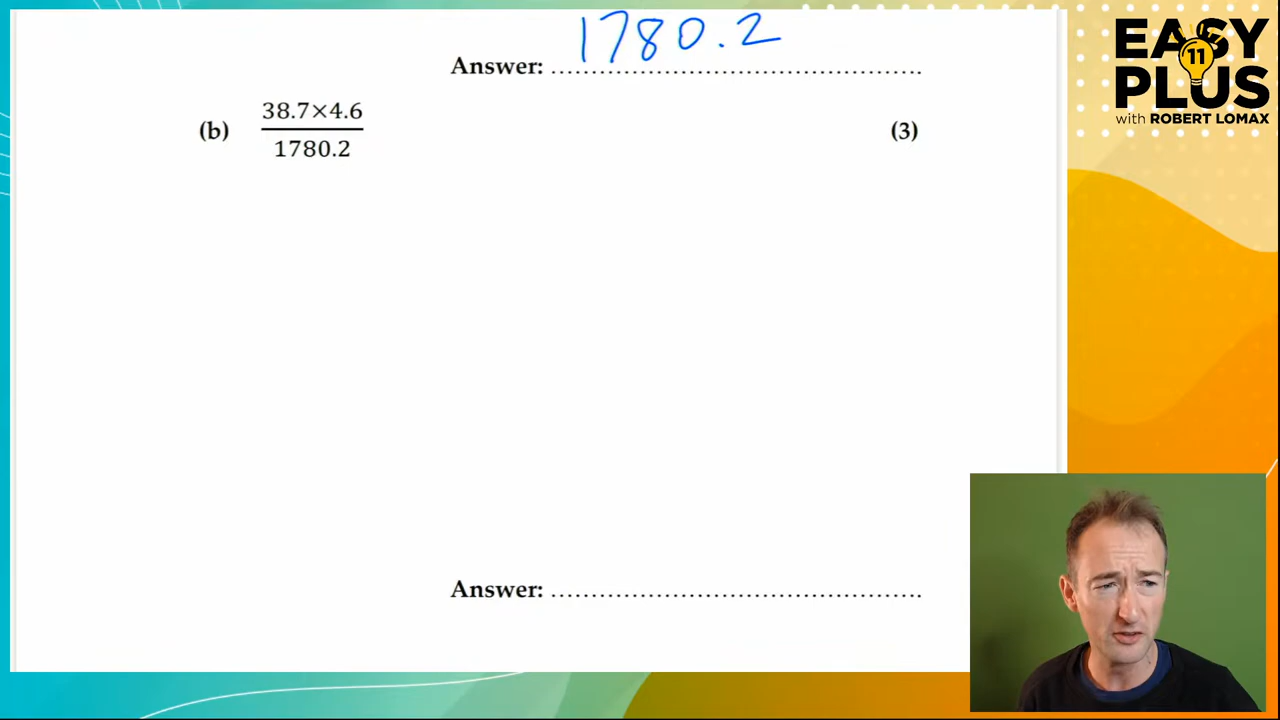 1780.2
Answer: ................................................
(b) 38.7×4.6 (3)
1780.2
Answer: ................................................
EASY
11
PLUS
with ROBERT LOMAX